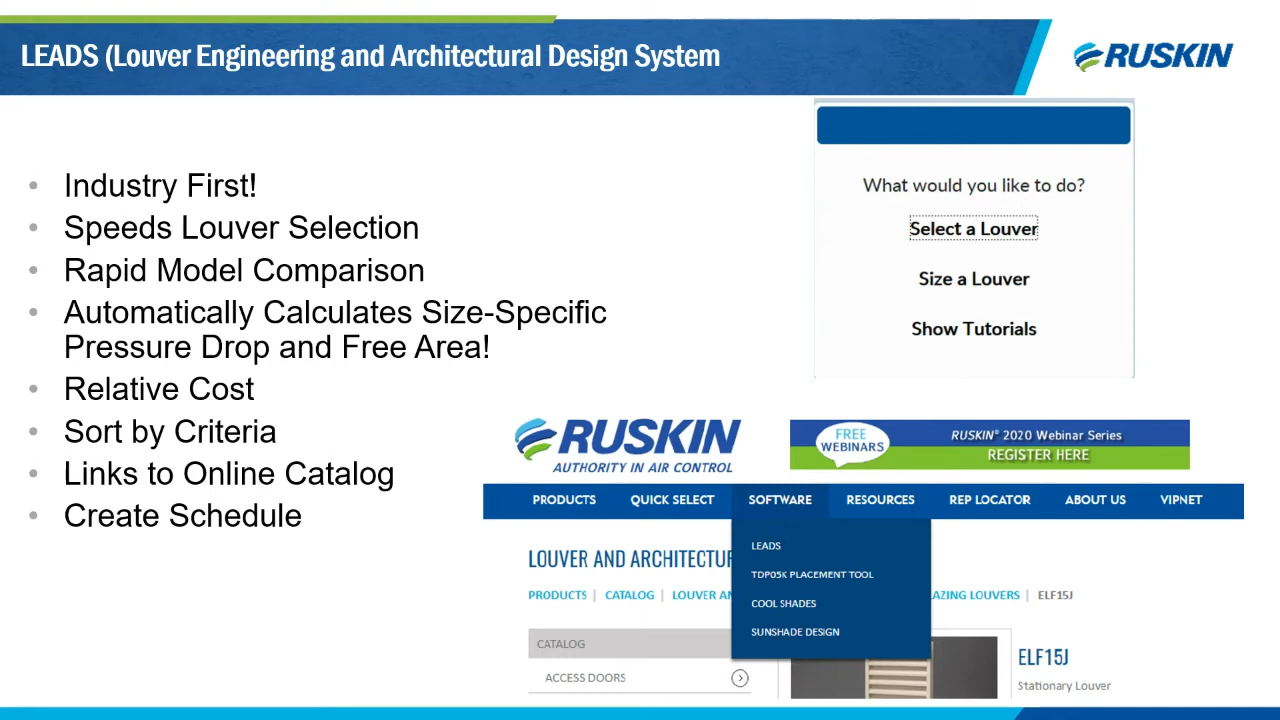 LEADS (Louver Engineering and Architectural Design System
RUSKIN
• Industry First!
• Speeds Louver Selection
• Rapid Model Comparison
• Automatically Calculates Size-Specific
Pressure Drop and Free Area!
• Relative Cost
• Sort by Criteria
• Links to Online Catalog
• Create Schedule
What would you like to do?
Select a Louver
Size a Louver
Show Tutorials
RUSKIN
AUTHORITY IN AIR CONTROL
FREE
WEBINARS
RUSKIN® 2020 Webinar Series
REGISTER HERE
PRODUCTS QUICK SELECT SOFTWARE RESOURCES REP LOCATOR ABOUT US VIPNET
LEADS
TDP05K PLACEMENT TOOL
COOL SHADES
SUNSHADE DESIGN
LOUVER AND ARCHITECTUR
PRODUCTS | CATALOG | LOUVER AN
AZING LOUVERS | ELF15J
CATALOG
ACCESS DOORS
ELF15J
Stationary Louver